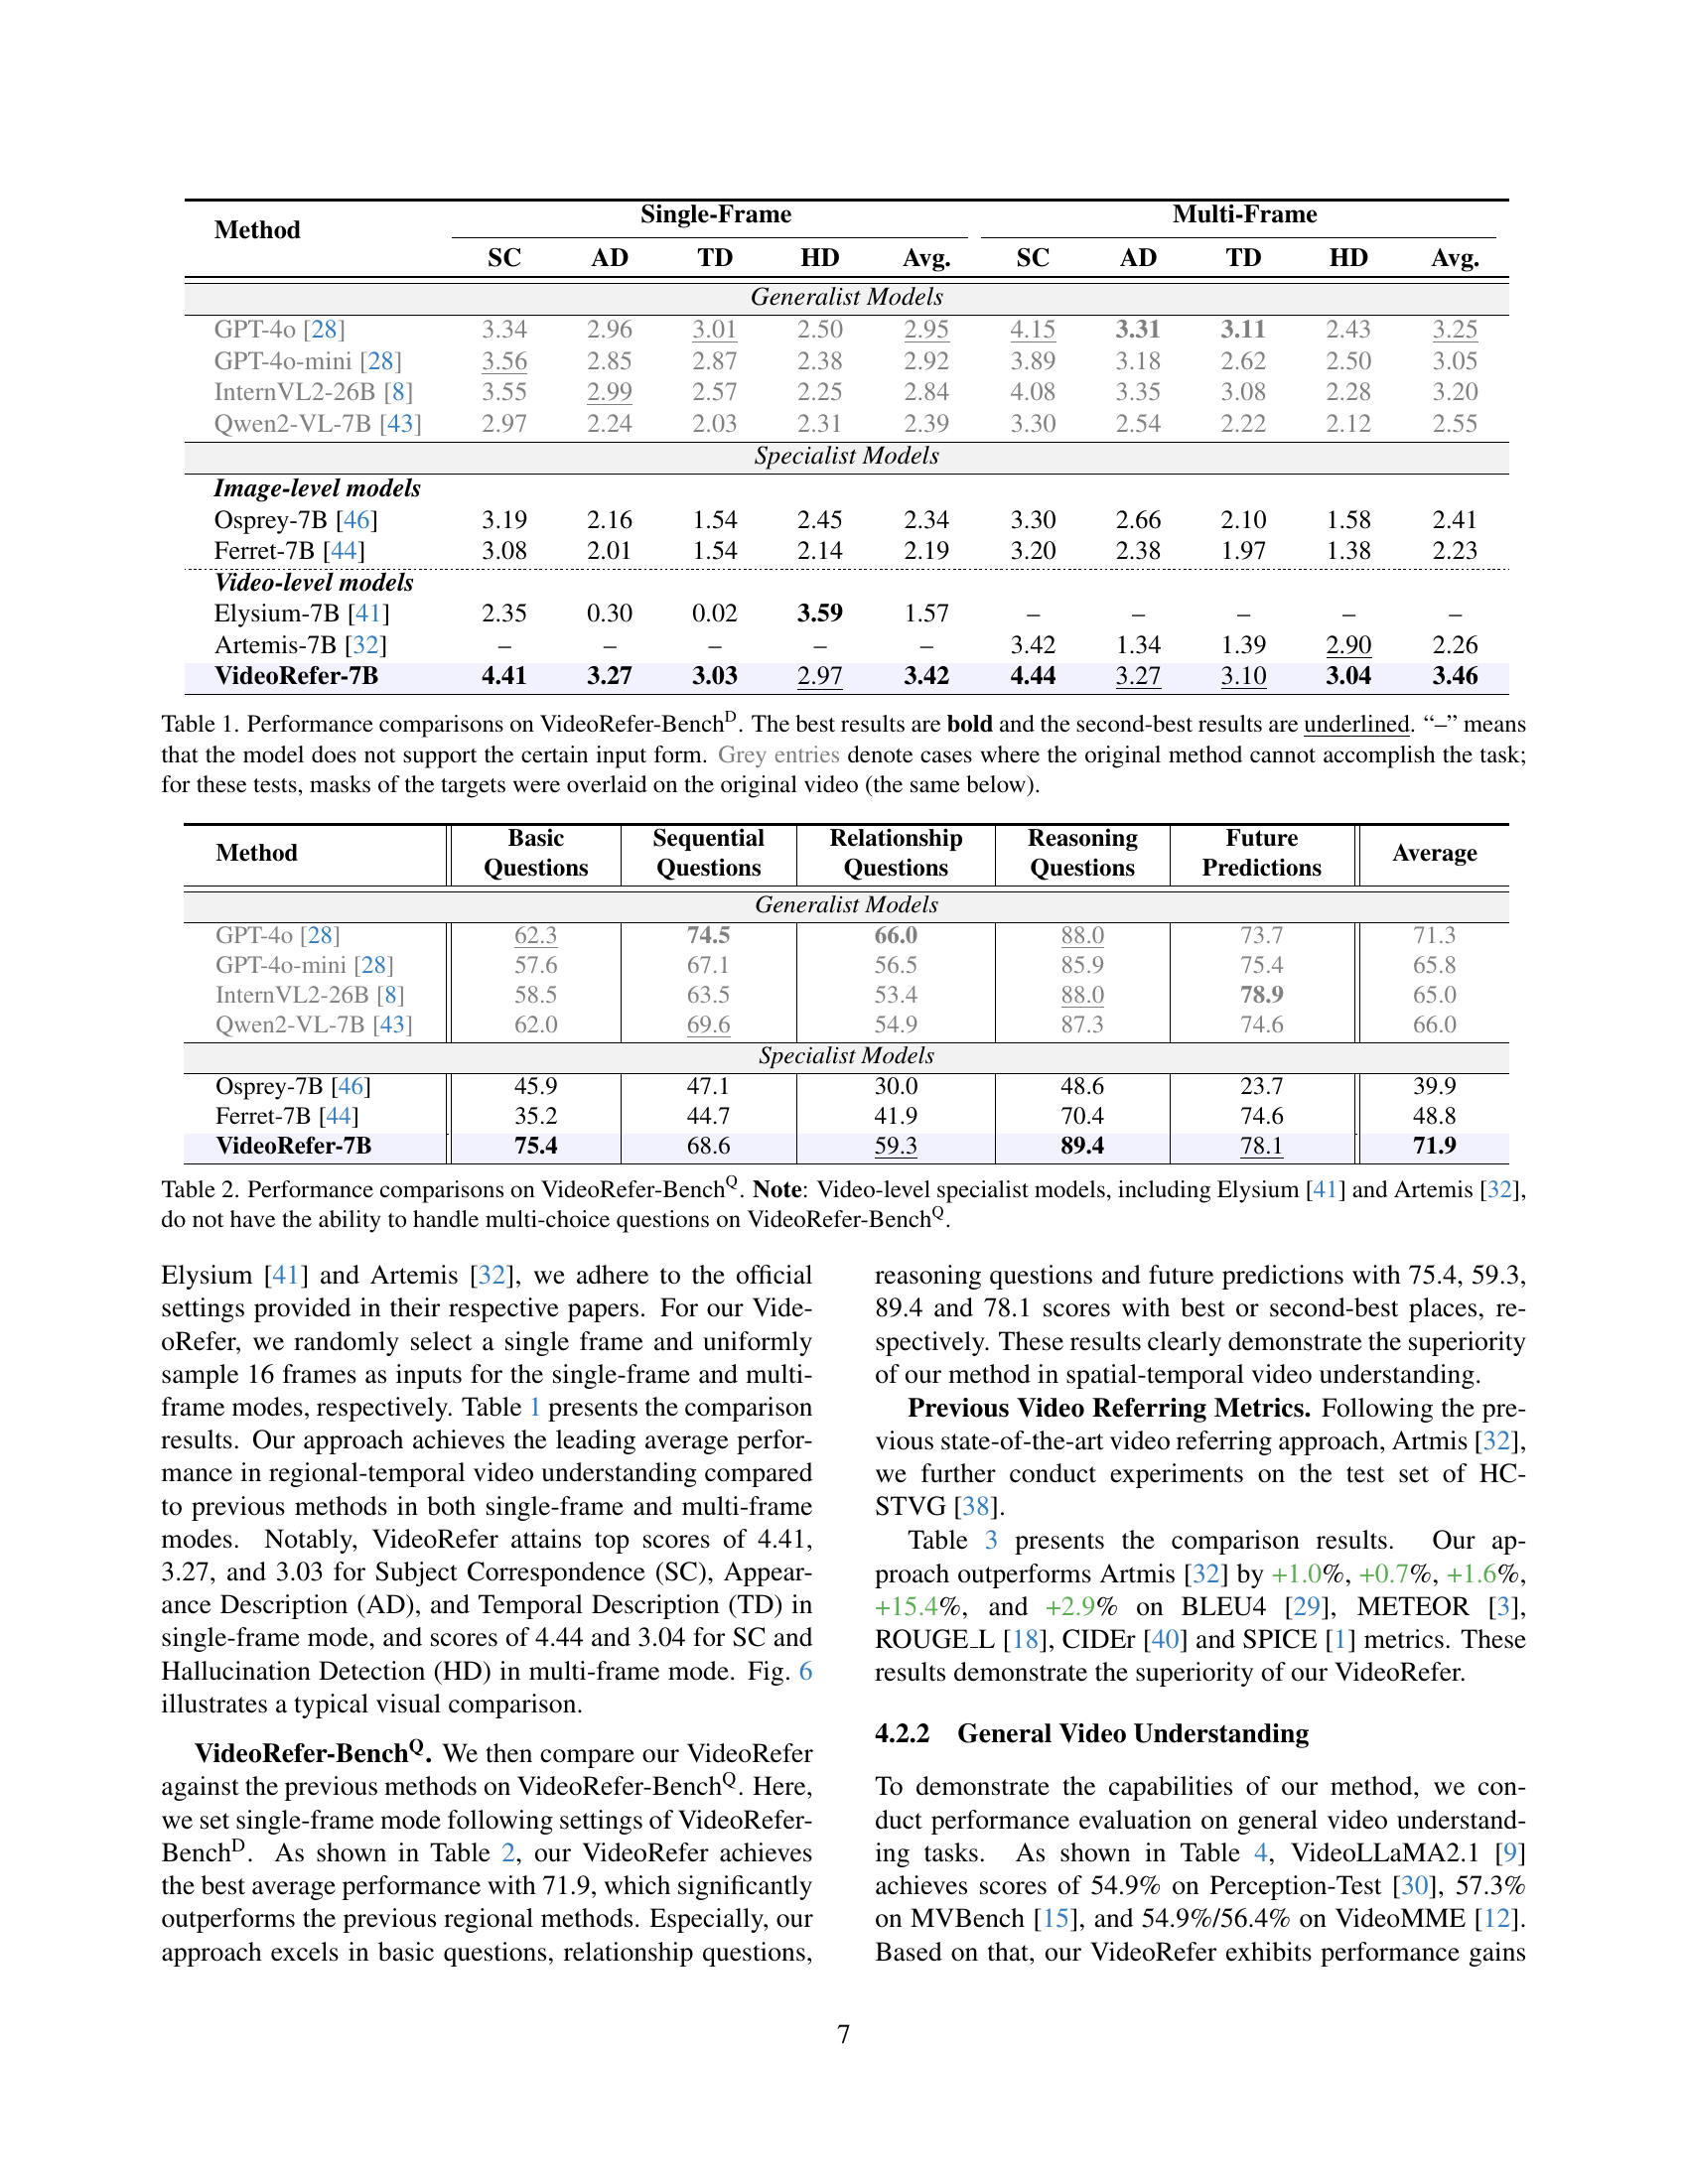 Method Single-Frame Multi-Frame
SC AD TD HD Avg. SC AD TD HD Avg.
Generalist Models
GPT-4o [28] 3.34 2.96 3.01 2.50 2.95 4.15 3.31 3.11 2.43 3.25
GPT-4o-mini [28] 3.56 2.85 2.87 2.38 2.92 3.89 3.18 2.62 2.50 3.05
InternVL2-26B [8] 3.55 2.99 2.57 2.25 2.84 4.08 3.35 3.08 2.28 3.20
Qwen2-VL-7B [43] 2.97 2.24 2.03 2.31 2.39 3.30 2.54 2.22 2.12 2.55
Specialist Models
Image-level models
Osprey-7B [46] 3.19 2.16 1.54 2.45 2.34 3.30 2.66 2.10 1.58 2.41
Ferret-7B [44] 3.08 2.01 1.54 2.14 2.19 3.20 2.38 1.97 1.38 2.23
Video-level models
Elysium-7B [41] 2.35 0.30 0.02 3.59 1.57 – – – – –
Artemis-7B [32] – – – – – 3.42 1.34 1.39 2.90 2.26
VideoRefer-7B 4.41 3.27 3.03 2.97 3.42 4.44 3.27 3.10 3.04 3.46
Table 1. Performance comparisons on VideoRefer-Bench^D. The best results are bold and the second-best results are underlined. “–” means
that the model does not support the certain input form. Grey entries denote cases where the original method cannot accomplish the task;
for these tests, masks of the targets were overlaid on the original video (the same below).
Method Basic Questions Sequential Questions Relationship Questions Reasoning Questions Future Predictions Average
Generalist Models
GPT-4o [28] 62.3 74.5 66.0 88.0 73.7 71.3
GPT-4o-mini [28] 57.6 67.1 56.5 85.9 75.4 65.8
InternVL2-26B [8] 58.5 63.5 53.4 88.0 78.9 65.0
Qwen2-VL-7B [43] 62.0 69.6 54.9 87.3 74.6 66.0
Specialist Models
Osprey-7B [46] 45.9 47.1 30.0 48.6 23.7 39.9
Ferret-7B [44] 35.2 44.7 41.9 70.4 74.6 48.8
VideoRefer-7B 75.4 68.6 59.3 89.4 78.1 71.9
Table 2. Performance comparisons on VideoRefer-Bench^Q. Note: Video-level specialist models, including Elysium [41] and Artemis [32],
do not have the ability to handle multi-choice questions on VideoRefer-Bench^Q.
Elysium [41] and Artemis [32], we adhere to the official
settings provided in their respective papers. For our Vide-
oRefer, we randomly select a single frame and uniformly
sample 16 frames as inputs for the single-frame and multi-
frame modes, respectively. Table 1 presents the comparison
results. Our approach achieves the leading average perfor-
mance in regional-temporal video understanding compared
to previous methods in both single-frame and multi-frame
modes. Notably, VideoRefer attains top scores of 4.41,
3.27, and 3.03 for Subject Correspondence (SC), Appear-
ance Description (AD), and Temporal Description (TD) in
single-frame mode, and scores of 4.44 and 3.04 for SC and
Hallucination Detection (HD) in multi-frame mode. Fig. 6
illustrates a typical visual comparison.
VideoRefer-Bench^Q. We then compare our VideoRefer
against the previous methods on VideoRefer-Bench^Q. Here,
we set single-frame mode following settings of VideoRefer-
Bench^D. As shown in Table 2, our VideoRefer achieves
the best average performance with 71.9, which significantly
outperforms the previous regional methods. Especially, our
approach excels in basic questions, relationship questions,
reasoning questions and future predictions with 75.4, 59.3,
89.4 and 78.1 scores with best or second-best places, re-
spectively. These results clearly demonstrate the superiority
of our method in spatial-temporal video understanding.
Previous Video Referring Metrics. Following the pre-
vious state-of-the-art video referring approach, Artmis [32],
we further conduct experiments on the test set of HC-
STVG [38].
Table 3 presents the comparison results. Our ap-
proach outperforms Artmis [32] by +1.0%, +0.7%, +1.6%,
+15.4%, and +2.9% on BLEU4 [29], METEOR [3],
ROUGE_L [18], CIDEr [40] and SPICE [1] metrics. These
results demonstrate the superiority of our VideoRefer.
4.2.2 General Video Understanding
To demonstrate the capabilities of our method, we con-
duct performance evaluation on general video understand-
ing tasks. As shown in Table 4, VideoLLaMA2.1 [9]
achieves scores of 54.9% on Perception-Test [30], 57.3%
on MVBench [15], and 54.9%/56.4% on VideoMME [12].
Based on that, our VideoRefer exhibits performance gains
7